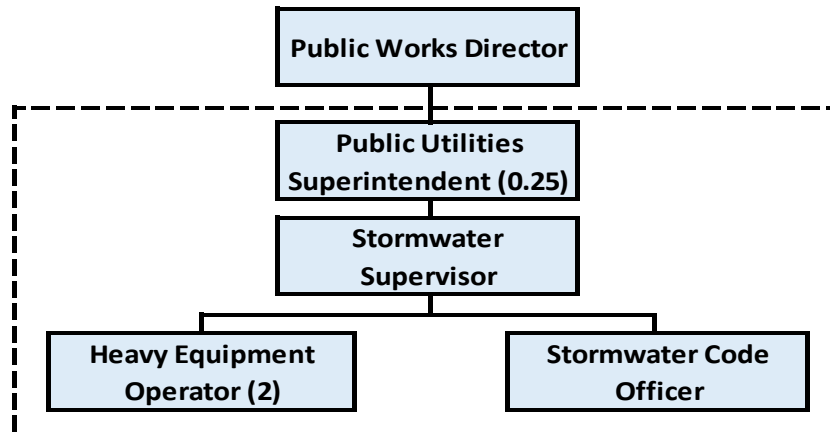 Public Works Director
Public Utilities
Superintendent (0.25)
Stormwater
Supervisor
Heavy Equipment
Operator (2)
Stormwater Code
Officer